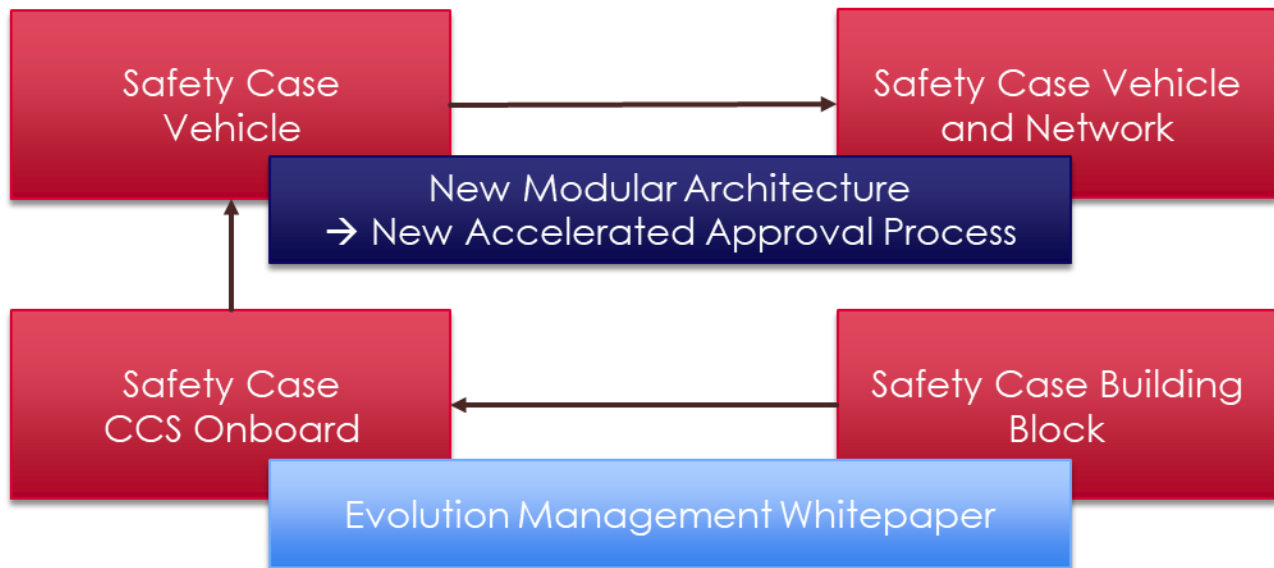 Safety Case
Vehicle
Safety Case Vehicle
and Network
New Modular Architecture
→ New Accelerated Approval Process
Safety Case
CCS Onboard
Safety Case Building
Block
Evolution Management Whitepaper